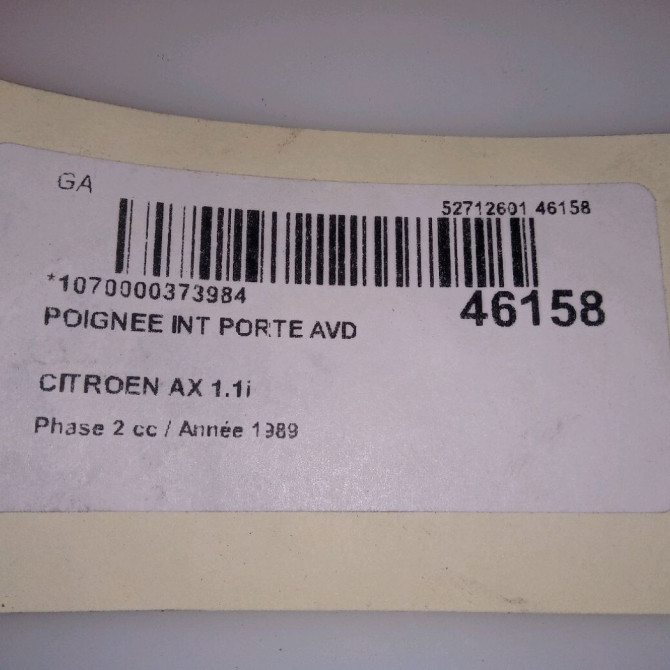 GA
52712601 46158
*1070000373984
46158
POIGNEE INT PORTE AVD
CITROEN AX 1.1i
Phase 2 cc / Année 1989